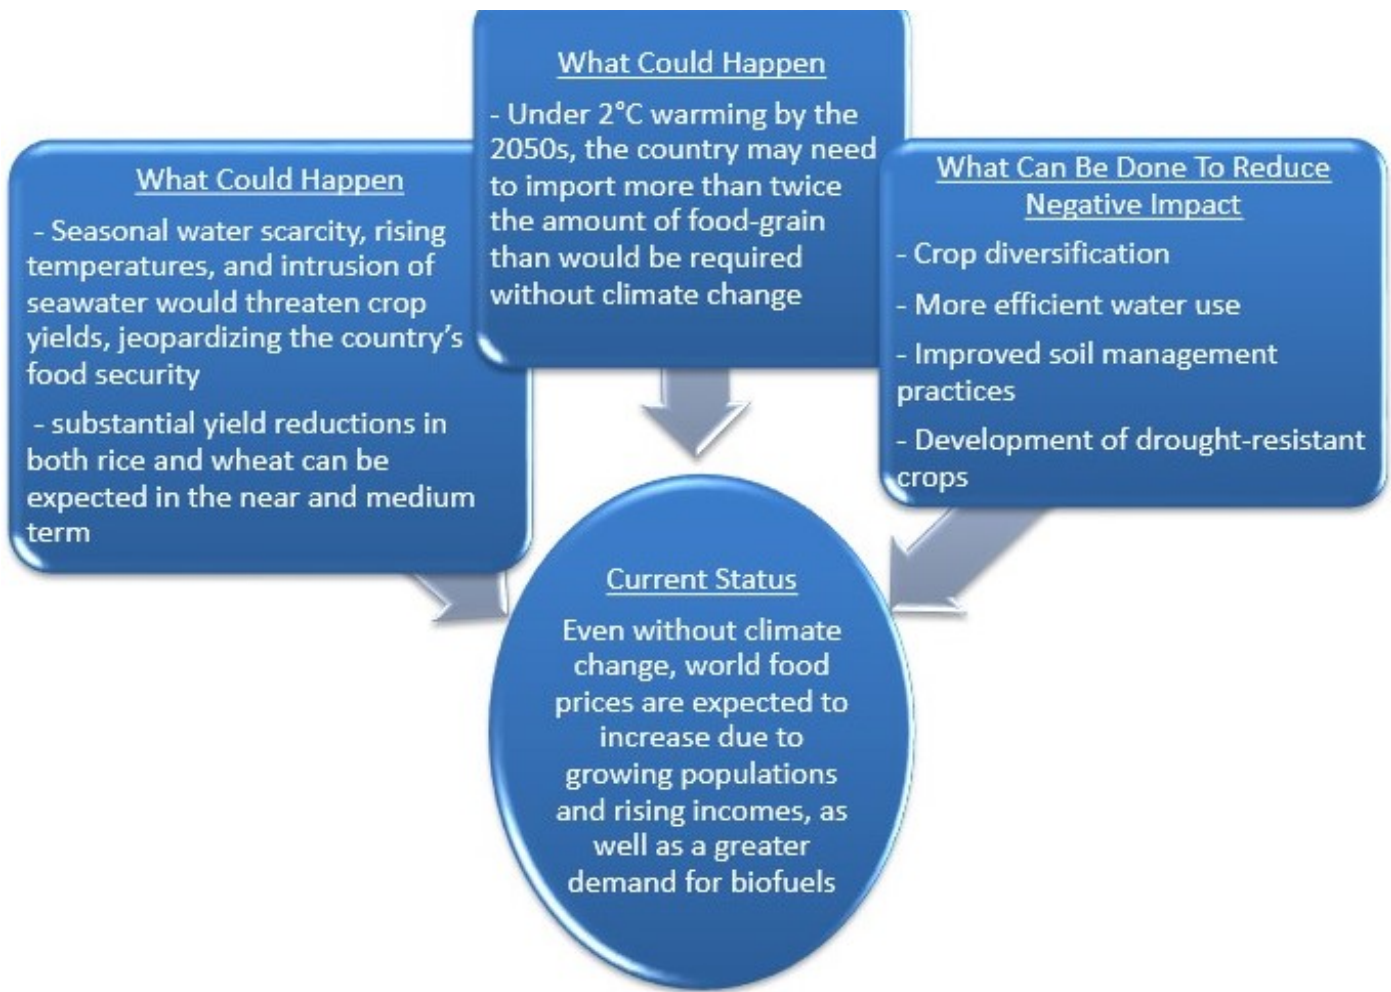 What Could Happen
- Seasonal water scarcity, rising
temperatures, and intrusion of
seawater would threaten crop
yields, jeopardizing the country’s
food security
- substantial yield reductions in
both rice and wheat can be
expected in the near and medium
term
What Could Happen
- Under 2°C warming by the
2050s, the country may need
to import more than twice
the amount of food-grain
than would be required
without climate change
What Can Be Done To Reduce
Negative Impact
- Crop diversification
- More efficient water use
- Improved soil management
practices
- Development of drought-resistant
crops
Current Status
Even without climate
change, world food
prices are expected to
increase due to
growing populations
and rising incomes, as
well as a greater
demand for biofuels